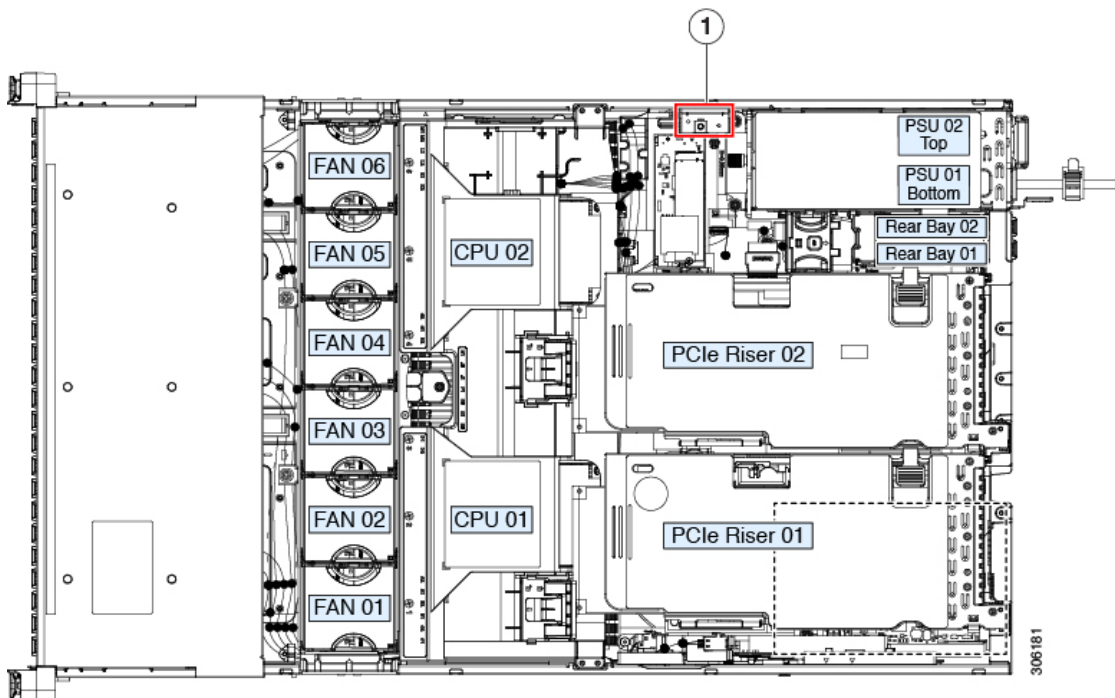 1
PSU 02
Top
FAN 06
PSU 01
Bottom
Rear Bay 02
CPU 02
FAN 05
Rear Bay 01
FAN 04
PCIe Riser 02
FAN 03
FAN 02
CPU 01
PCIe Riser 01
FAN 01
306181